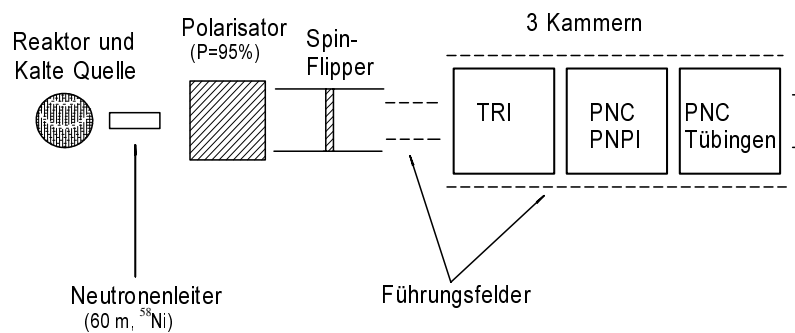 Reaktor und
Kalte Quelle
Polarisator
(P=95%)
Spin-
Flipper
3 Kammern
TRI
PNC
PNPI
PNC
Tübingen
Neutronenleiter
(60 m, ⁵⁸Ni)
Führungsfelder